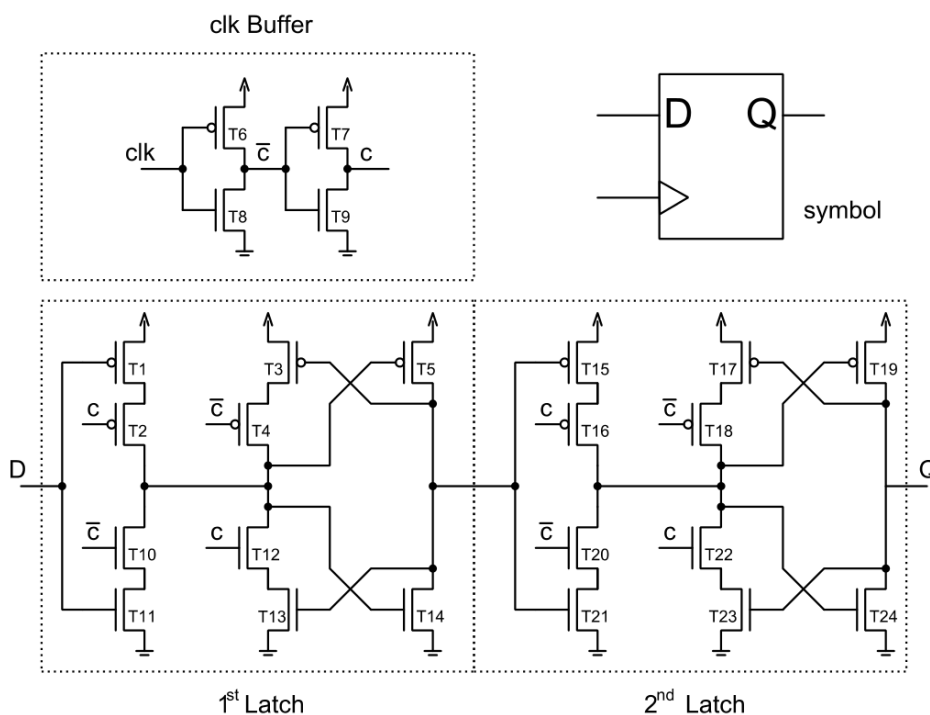 clk Buffer
T6
T7
clk
c̅
c
T8
T9
D
Q
symbol
T1
T3
T5
T15
T17
T19
c
T2
c̅
T4
c
T16
c̅
T18
D
Q
c̅
T10
c
T12
c̅
T20
c
T22
T11
T13
T14
T21
T23
T24
1st Latch
2nd Latch